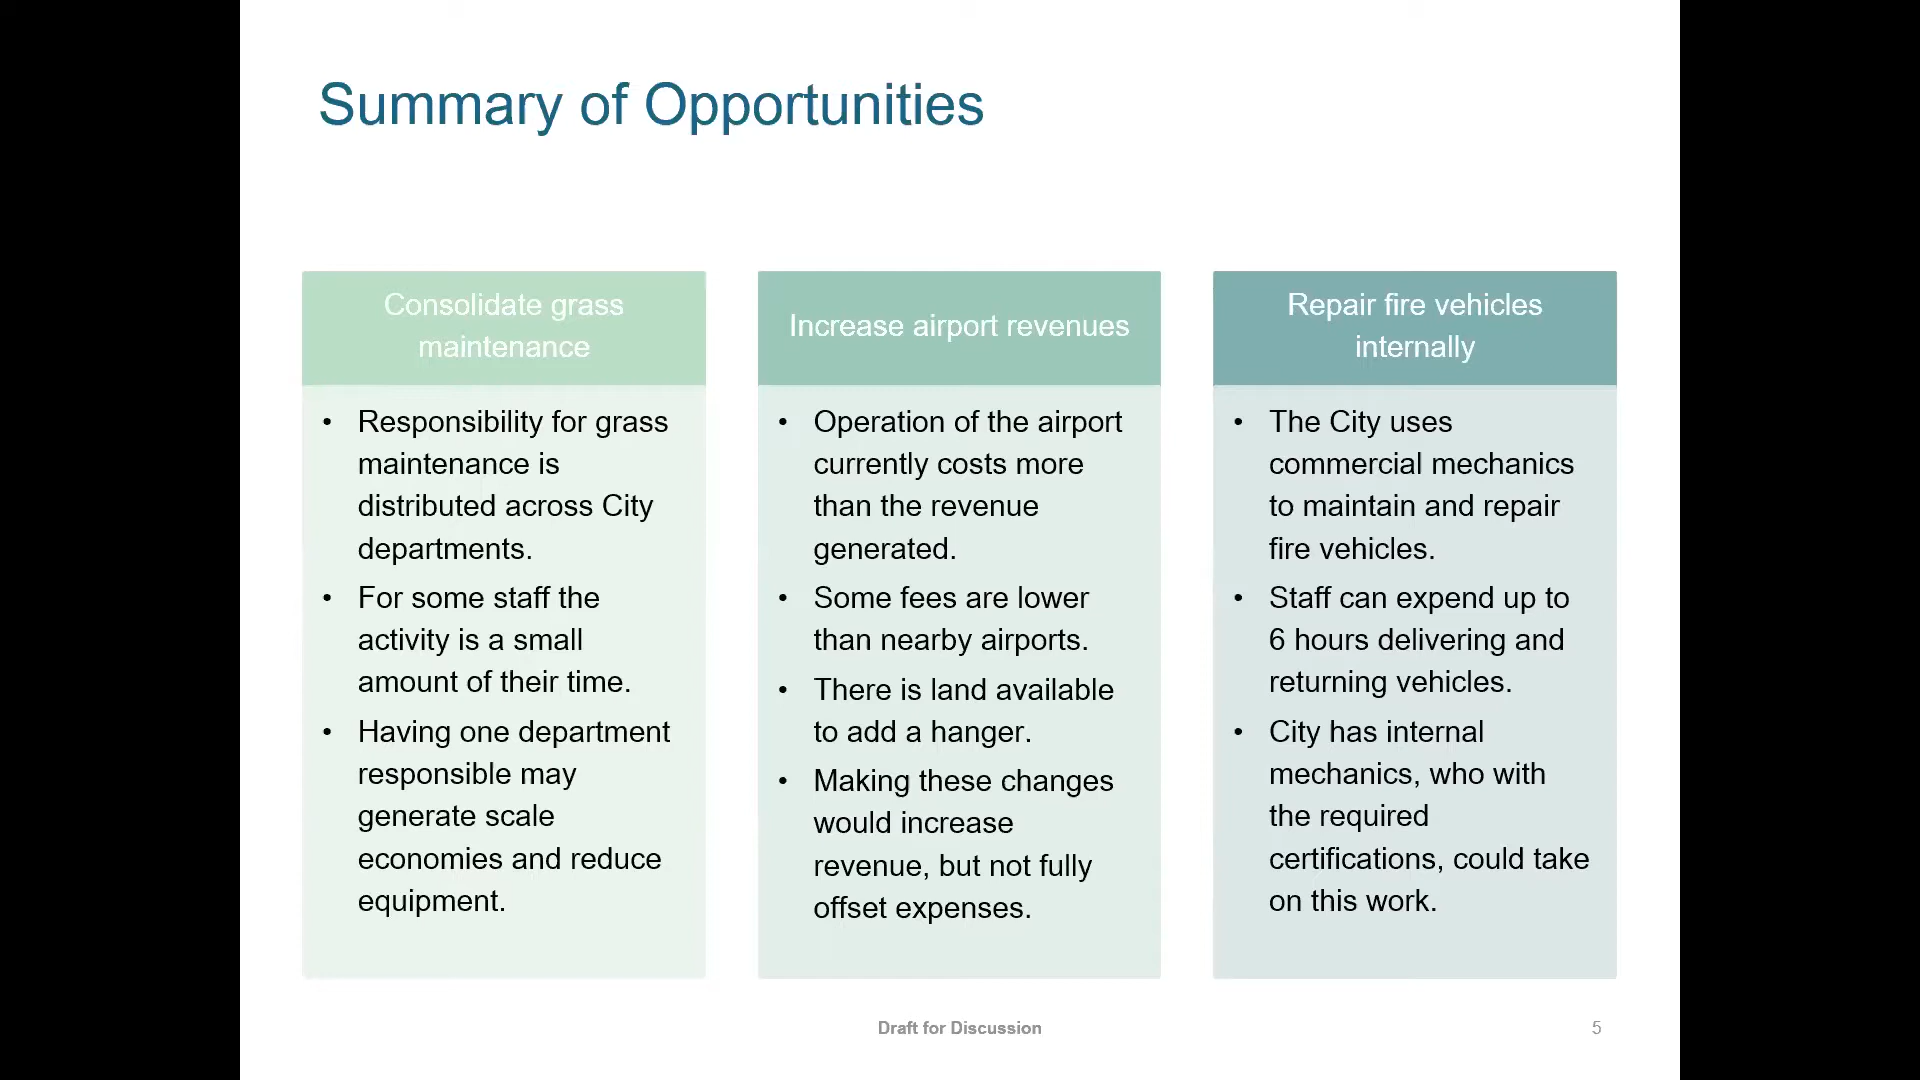 Summary of Opportunities
Consolidate grass
maintenance
• Responsibility for grass
maintenance is
distributed across City
departments.
• For some staff the
activity is a small
amount of their time.
• Having one department
responsible may
generate scale
economies and reduce
equipment.
Increase airport revenues
• Operation of the airport
currently costs more
than the revenue
generated.
• Some fees are lower
than nearby airports.
• There is land available
to add a hanger.
• Making these changes
would increase
revenue, but not fully
offset expenses.
Repair fire vehicles
internally
• The City uses
commercial mechanics
to maintain and repair
fire vehicles.
• Staff can expend up to
6 hours delivering and
returning vehicles.
• City has internal
mechanics, who with
the required
certifications, could take
on this work.
Draft for Discussion
5